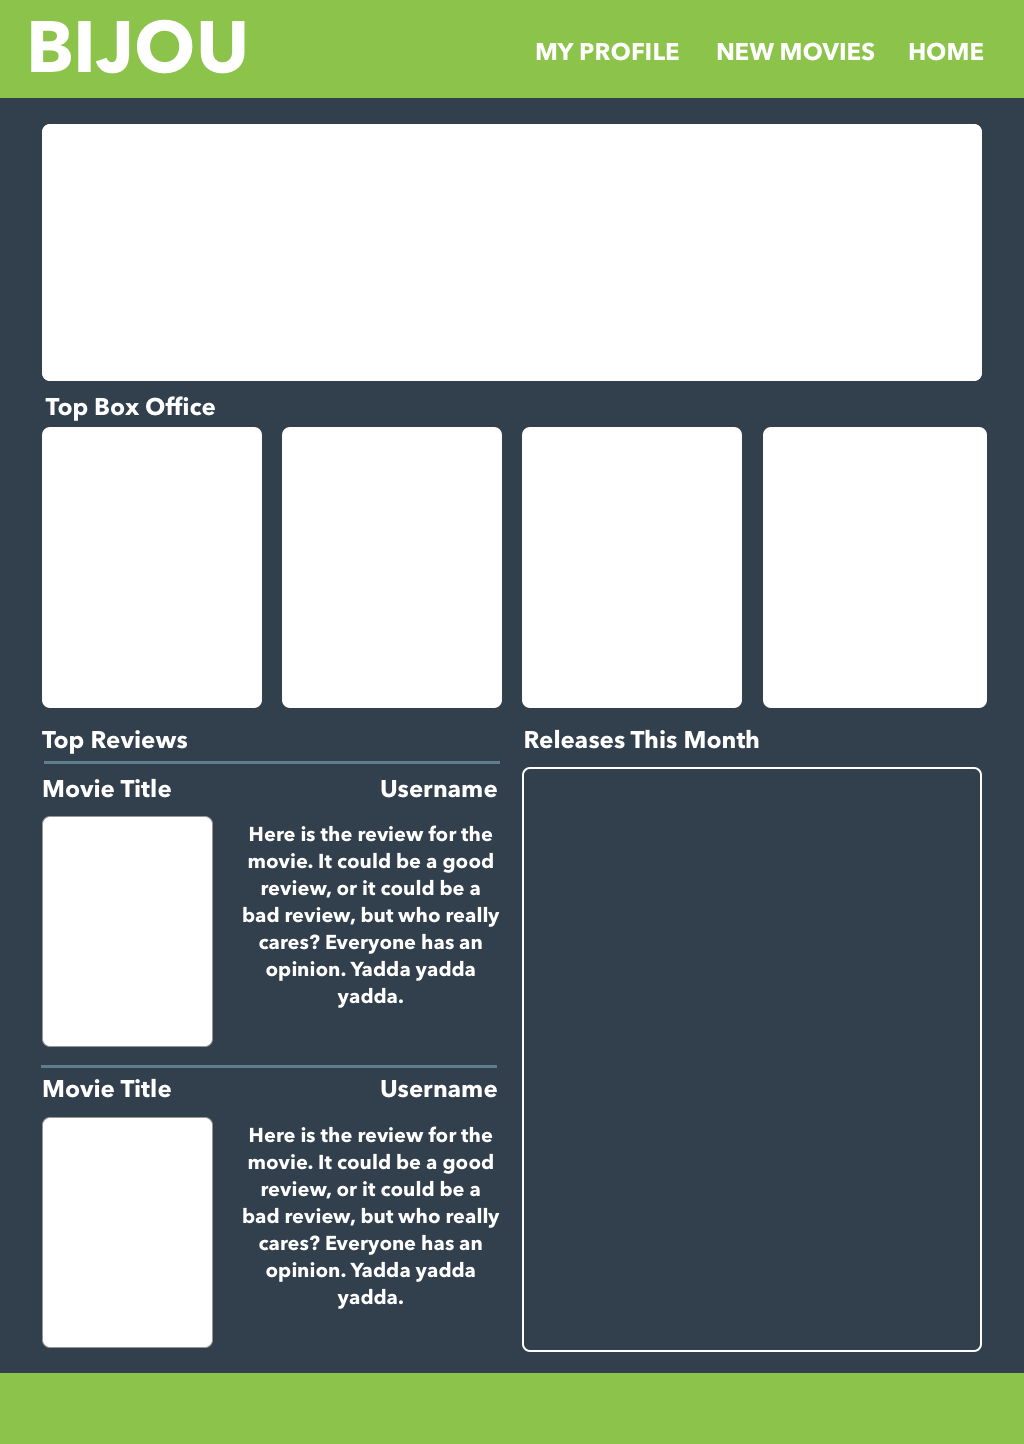 BIJOU
MY PROFILE NEW MOVIES HOME
Top Box Office
Top Reviews
Movie Title Username
Here is the review for the
movie. It could be a good
review, or it could be a
bad review, but who really
cares? Everyone has an
opinion. Yadda yadda
yadda.
Movie Title Username
Here is the review for the
movie. It could be a good
review, or it could be a
bad review, but who really
cares? Everyone has an
opinion. Yadda yadda
yadda.
Releases This Month